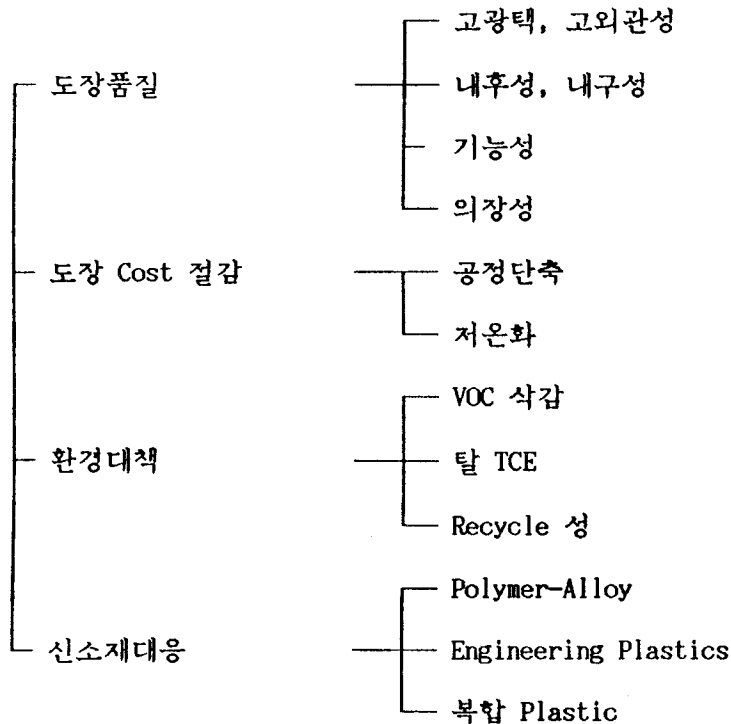 고광택, 고외관성
도장품질
내후성, 내구성
기능성
의장성
도장 Cost 절감
공정단축
저온화
VOC 삭감
환경대책
탈 TCE
Recycle 성
Polymer-Alloy
신소재대응
Engineering Plastics
복합 Plastic